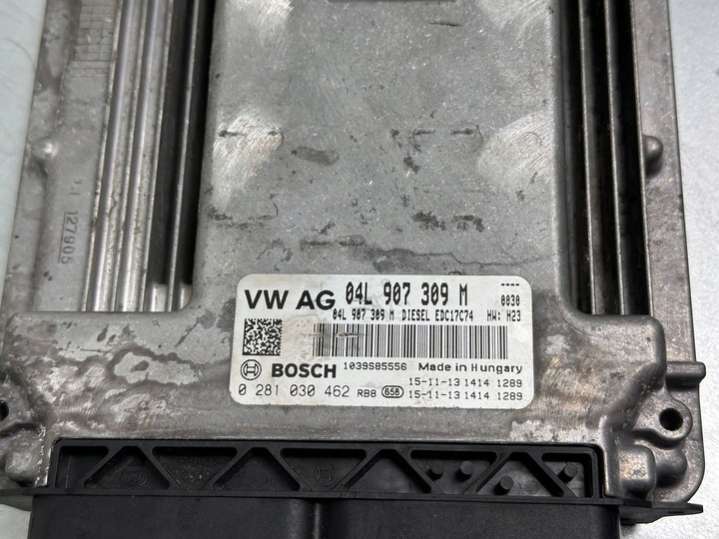 127905
VW AG 04L 907 309 M ----
0030
04L 907 309 M DIESEL EDC17C74 HW: H23
BOSCH 1039S85556 Made in Hungary
0 281 030 462 RBB 658 15-11-13 1414 1289
15-11-13 1414 1289